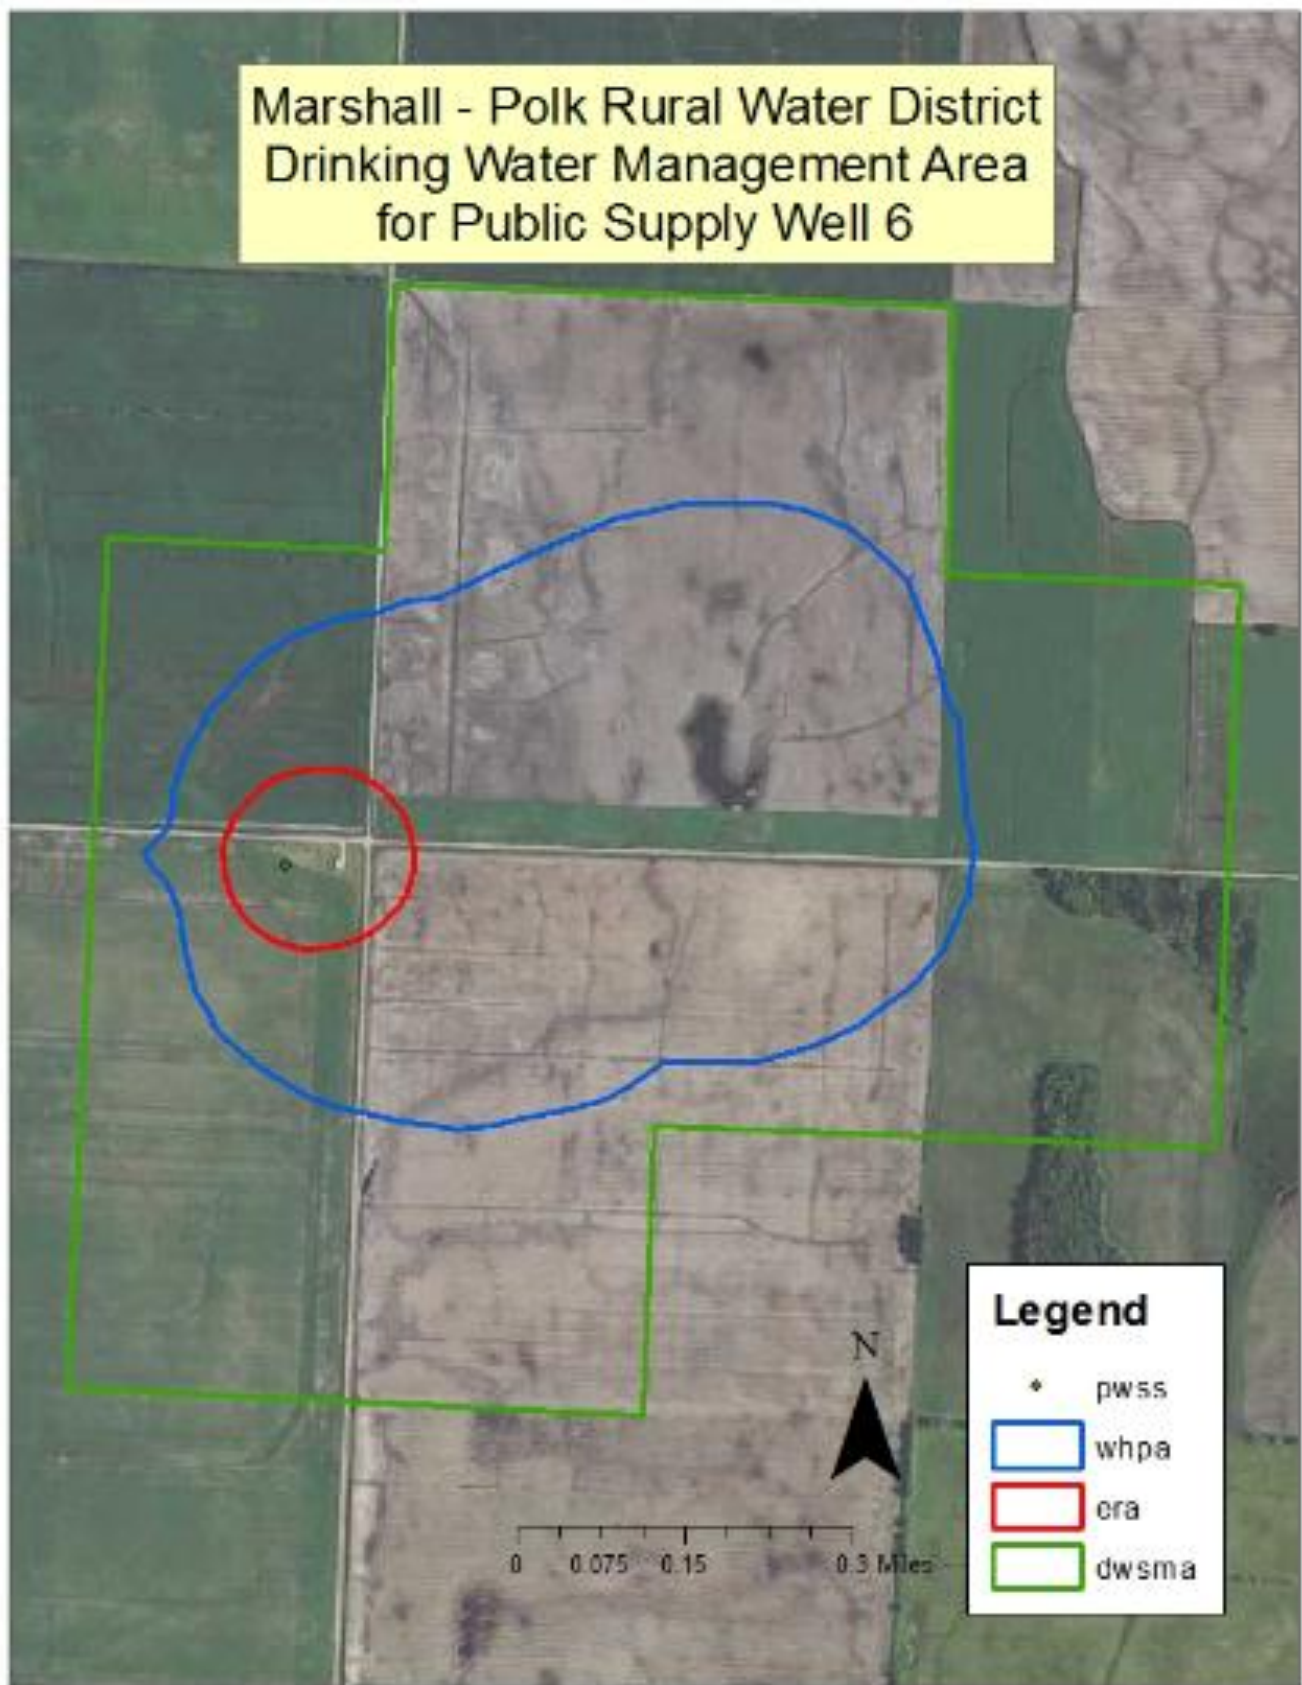 Marshall - Polk Rural Water District
Drinking Water Management Area
for Public Supply Well 6
Legend
pwss
whpa
era
dwsma
N
0 0.075 0.15 0.3 Miles